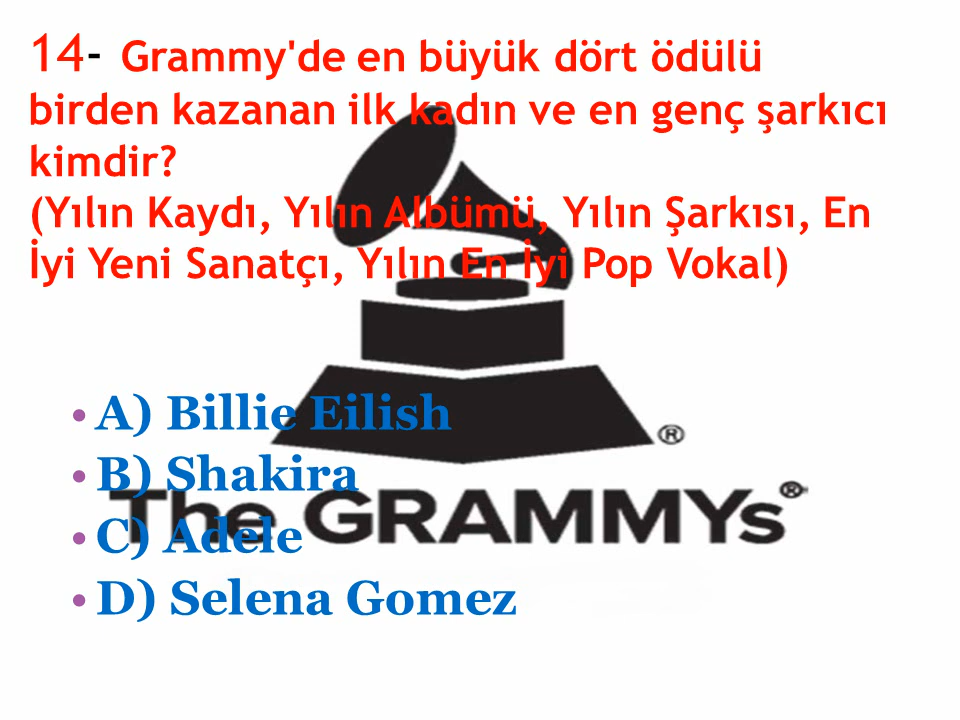 14- Grammy'de en büyük dört ödülü
birden kazanan ilk kadın ve en genç şarkıcı
kimdir?
(Yılın Kaydı, Yılın Albümü, Yılın Şarkısı, En
İyi Yeni Sanatçı, Yılın En İyi Pop Vokal)
•A) Billie Eilish
•B) Shakira
The GRAMMYs®
•C) Adele
•D) Selena Gomez